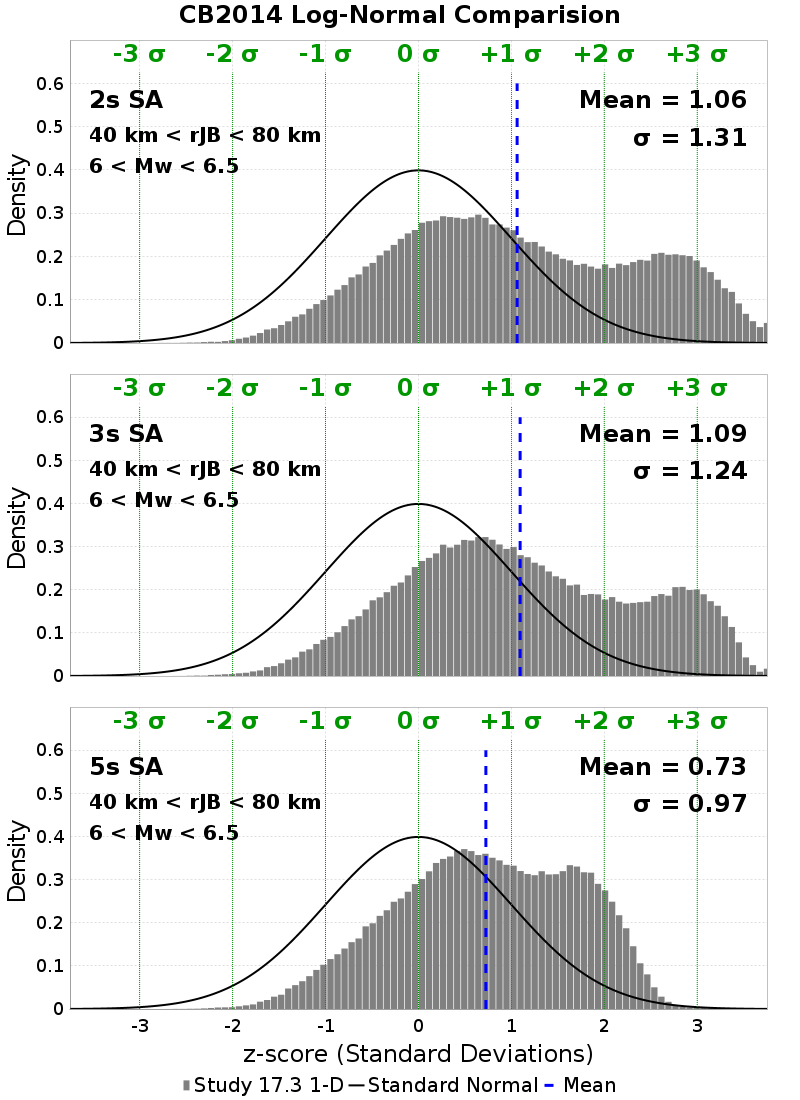 CB2014 Log-Normal Comparision
-3 σ -2 σ -1 σ 0 σ +1 σ +2 σ +3 σ
2s SA
Mean = 1.06
40 km < rJB < 80 km
σ = 1.31
6 < Mw < 6.5
Density
0.6
0.5
0.4
0.3
0.2
0.1
0
-3 σ -2 σ -1 σ 0 σ +1 σ +2 σ +3 σ
3s SA
Mean = 1.09
40 km < rJB < 80 km
σ = 1.24
6 < Mw < 6.5
Density
0.6
0.5
0.4
0.3
0.2
0.1
0
-3 σ -2 σ -1 σ 0 σ +1 σ +2 σ +3 σ
5s SA
Mean = 0.73
40 km < rJB < 80 km
σ = 0.97
6 < Mw < 6.5
Density
0.6
0.5
0.4
0.3
0.2
0.1
0
-3 -2 -1 0 1 2 3
z-score (Standard Deviations)
Study 17.3 1-D Standard Normal Mean